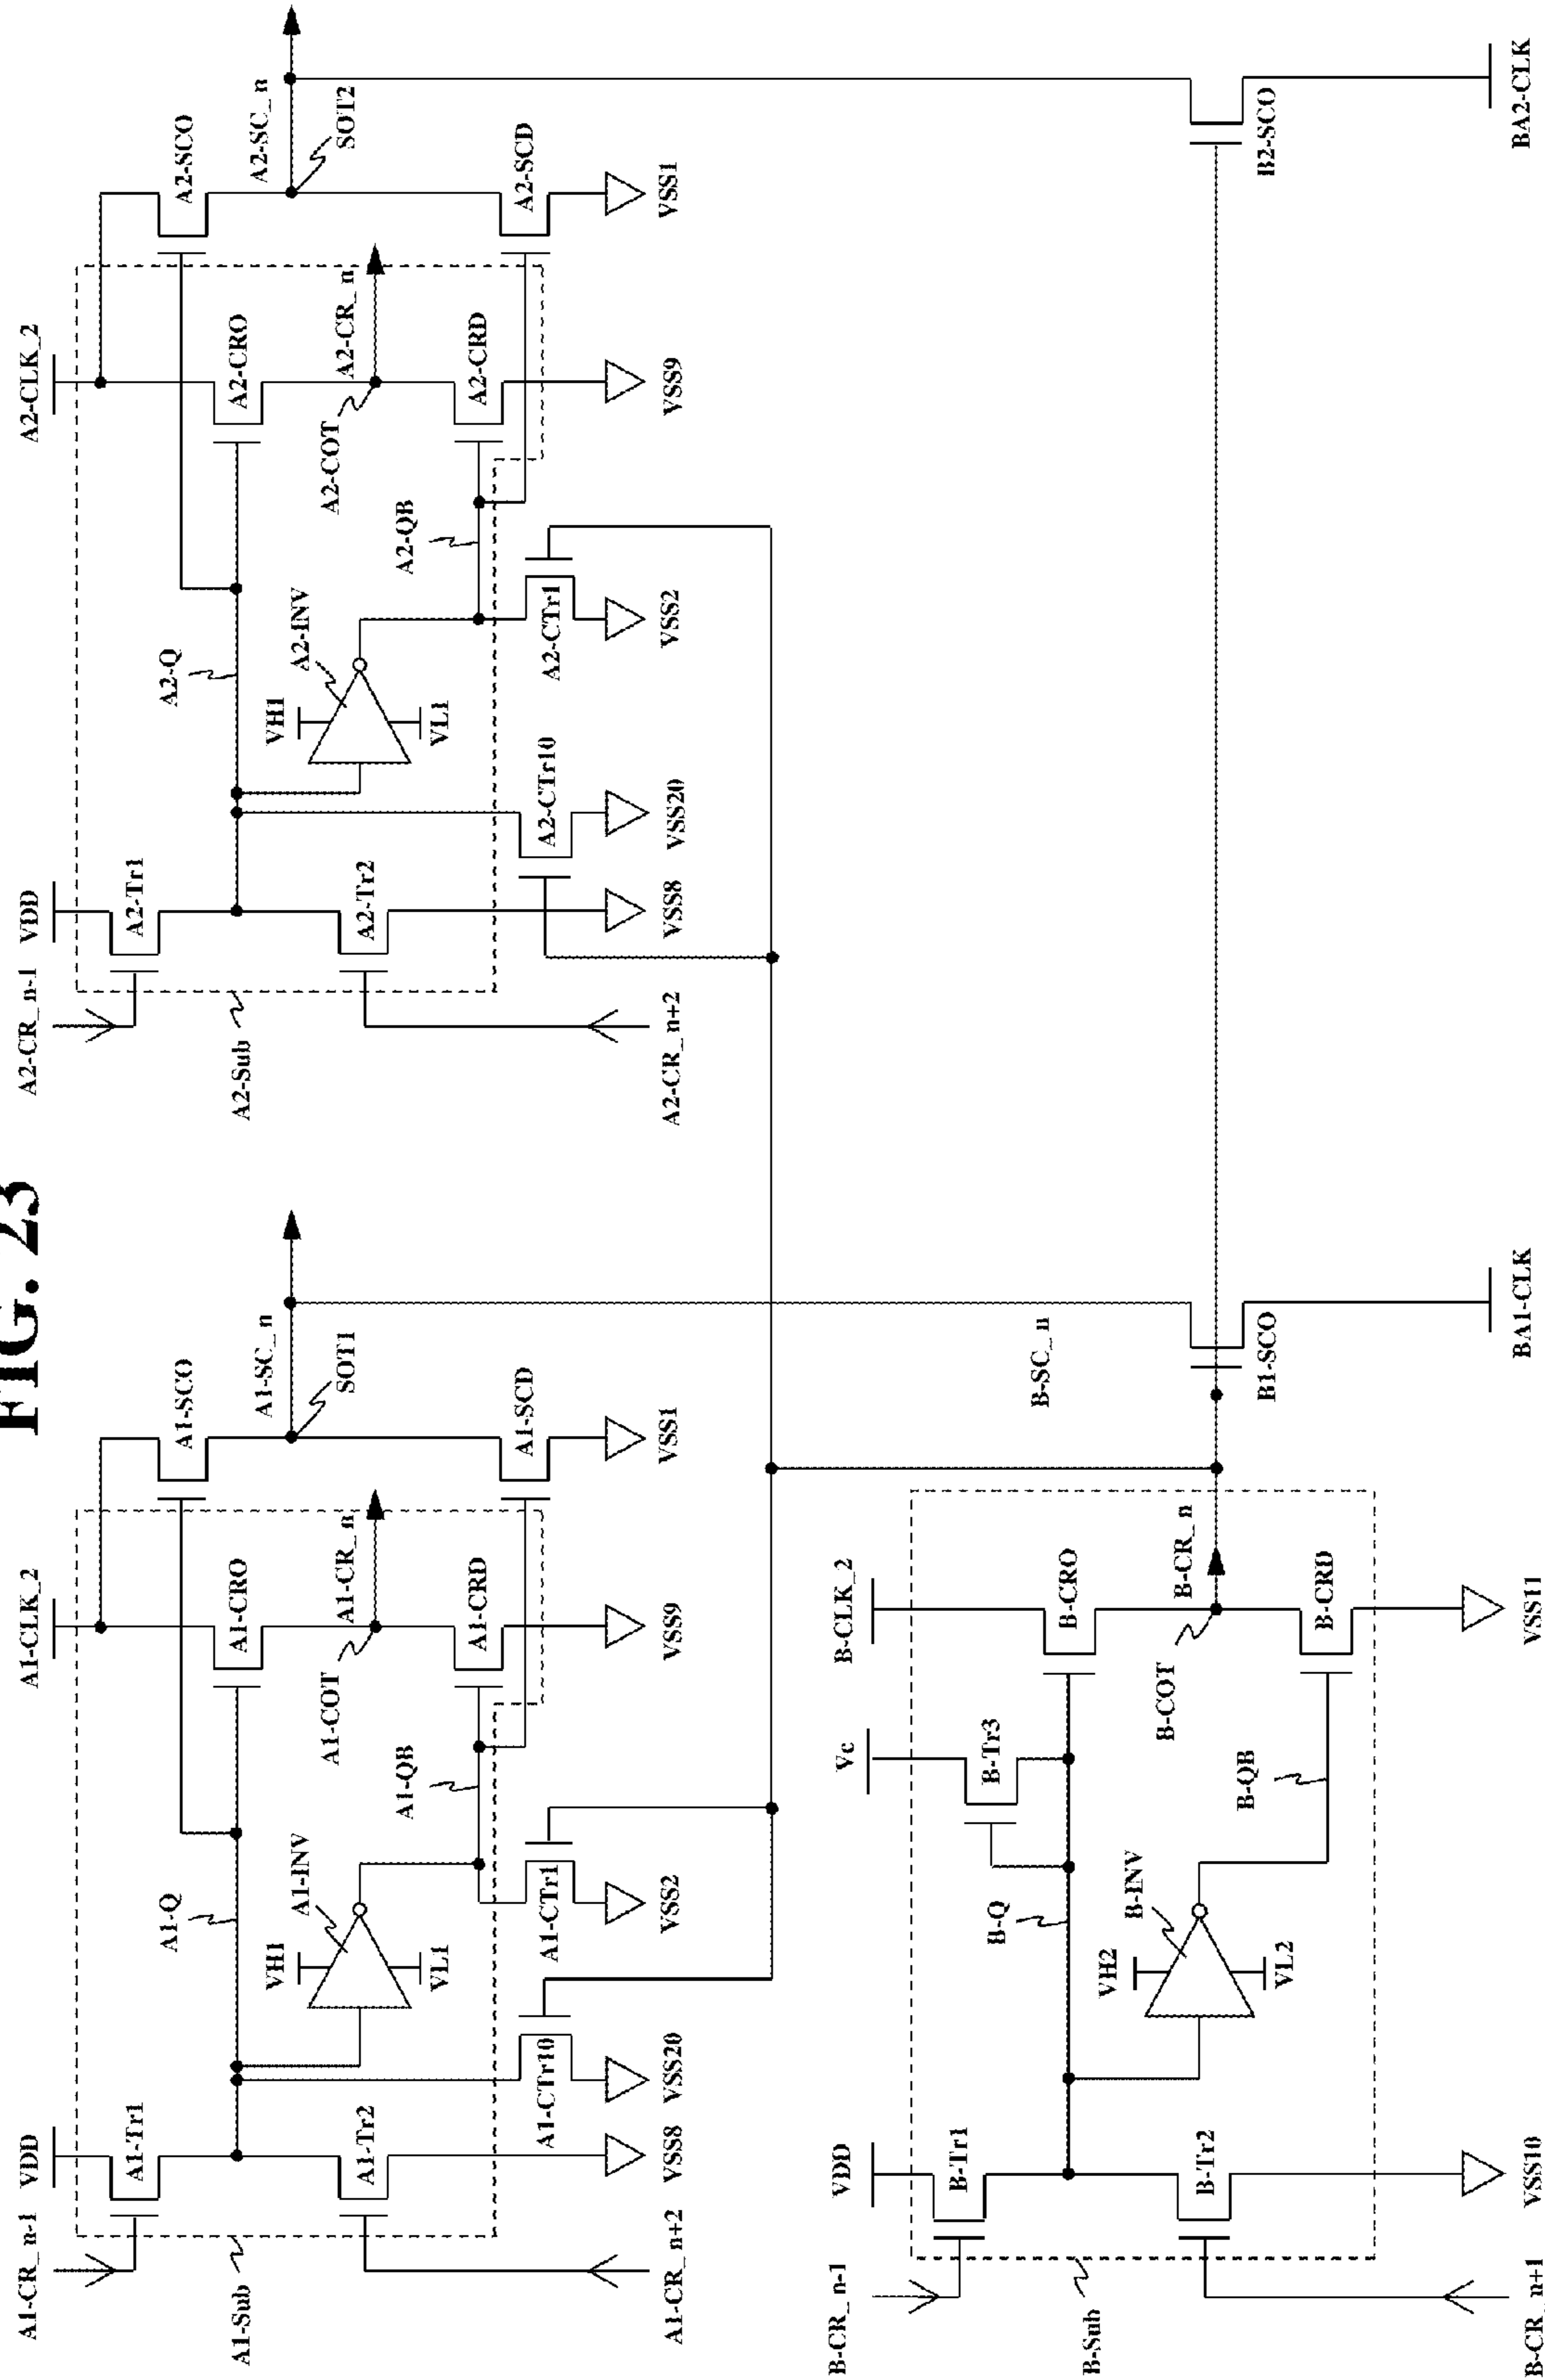 FIG. 23
A1-CR_n-1
VDD
A1-CLK_2
A1-Tr1
A1-SCO
A1-Sub
A1-Q
A1-CRO
A1-SC_n
VH1
A1-INV
A1-COT
A1-CR_n
SOT1
A1-Tr2
VL1
A1-QB
A1-CRD
A1-SCD
A1-CTr10
A1-CTr1
A1-CR_n+2
VSS8
VSS20
VSS2
VSS9
VSS1
A2-CR_n-1
VDD
A2-CLK_2
A2-Tr1
A2-SCO
A2-Sub
A2-Q
A2-CRO
A2-SC_n
VH1
A2-INV
A2-COT
A2-CR_n
SOT2
A2-Tr2
VL1
A2-QB
A2-CRD
A2-SCD
A2-CTr10
A2-CTr1
A2-CR_n+2
VSS8
VSS20
VSS2
VSS9
VSS1
B-CR_n-1
VDD
Vc
B-CLK_2
B-Tr1
B-Tr3
B-Q
B-CRO
B-SC_n
B-Sub
VH2
B-INV
B-COT
B-CR_n
B-Tr2
VL2
B-QB
B-CRD
B1-SCO
B2-SCO
B-CR_n+1
VSS10
VSS11
BA1-CLK
BA2-CLK